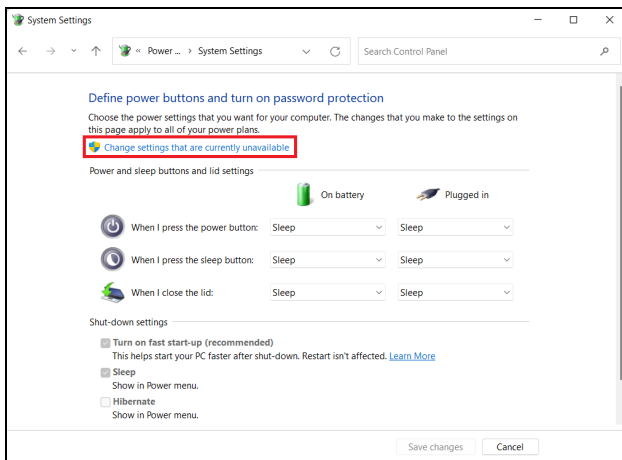 System Settings
« Power ... > System Settings
Search Control Panel
Define power buttons and turn on password protection
Choose the power settings that you want for your computer. The changes that you make to the settings on
this page apply to all of your power plans.
Change settings that are currently unavailable
Power and sleep buttons and lid settings
On battery
Plugged in
When I press the power button: Sleep Sleep
When I press the sleep button: Sleep Sleep
When I close the lid: Sleep Sleep
Shut-down settings
Turn on fast start-up (recommended)
This helps start your PC faster after shut-down. Restart isn't affected. Learn More
Sleep
Show in Power menu.
Hibernate
Show in Power menu.
Save changes Cancel